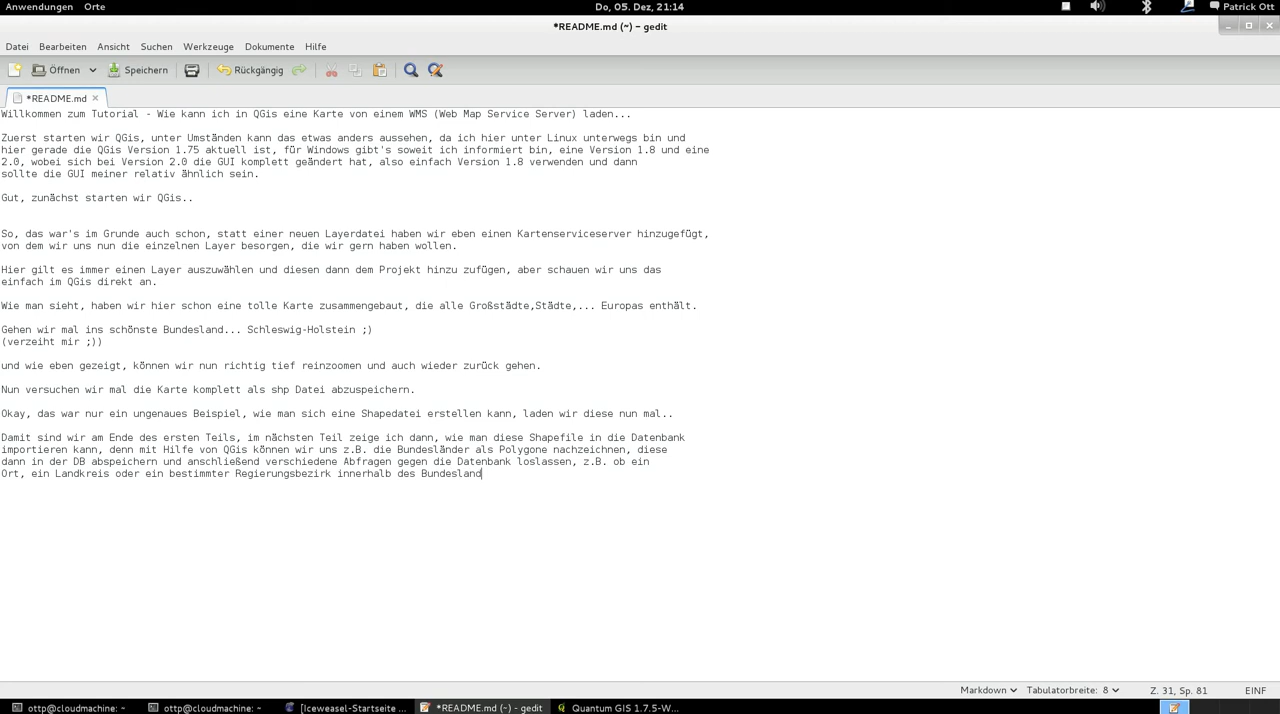 Anwendungen Orte Do, 05. Dez, 21:14 Patrick Ott
*README.md (~) - gedit
Datei Bearbeiten Ansicht Suchen Werkzeuge Dokumente Hilfe
Öffnen Speichern Rückgängig
*README.md
Willkommen zum Tutorial - Wie kann ich in QGis eine Karte von einem WMS (Web Map Service Server) laden...
Zuerst starten wir QGis, unter Umständen kann das etwas anders aussehen, da ich hier unter Linux unterwegs bin und
hier gerade die QGis Version 1.75 aktuell ist, für Windows gibt's soweit ich informiert bin, eine Version 1.8 und eine
2.0, wobei sich bei Version 2.0 die GUI komplett geändert hat, also einfach Version 1.8 verwenden und dann
sollte die GUI meiner relativ ähnlich sein.
Gut, zunächst starten wir QGis..
So, das war's im Grunde auch schon, statt einer neuen Layerdatei haben wir eben einen Kartenserviceserver hinzugefügt,
von dem wir uns nun die einzelnen Layer besorgen, die wir gern haben wollen.
Hier gilt es immer einen Layer auszuwählen und diesen dann dem Projekt hinzu zufügen, aber schauen wir uns das
einfach im QGis direkt an.
Wie man sieht, haben wir hier schon eine tolle Karte zusammengebaut, die alle Großstädte,Städte,... Europas enthält.
Gehen wir mal ins schönste Bundesland... Schleswig-Holstein ;)
(verzeiht mir ;))
und wie eben gezeigt, können wir nun richtig tief reinzoomen und auch wieder zurück gehen.
Nun versuchen wir mal die Karte komplett als shp Datei abzuspeichern.
Okay, das war nur ein ungenaues Beispiel, wie man sich eine Shapedatei erstellen kann, laden wir diese nun mal..
Damit sind wir am Ende des ersten Teils, im nächsten Teil zeige ich dann, wie man diese Shapefile in die Datenbank
importieren kann, denn mit Hilfe von QGis können wir uns z.B. die Bundesländer als Polygone nachzeichnen, diese
dann in der DB abspeichern und anschließend verschiedene Abfragen gegen die Datenbank loslassen, z.B. ob ein
Ort, ein Landkreis oder ein bestimmter Regierungsbezirk innerhalb des Bundesland
Markdown Tabulatorbreite: 8 Z. 31, Sp. 81 EINF
ottp@cloudmachine: ~ ottp@cloudmachine: ~ [Iceweasel-Startseite ... *README.md (~) - gedit Quantum GIS 1.7.5-W...